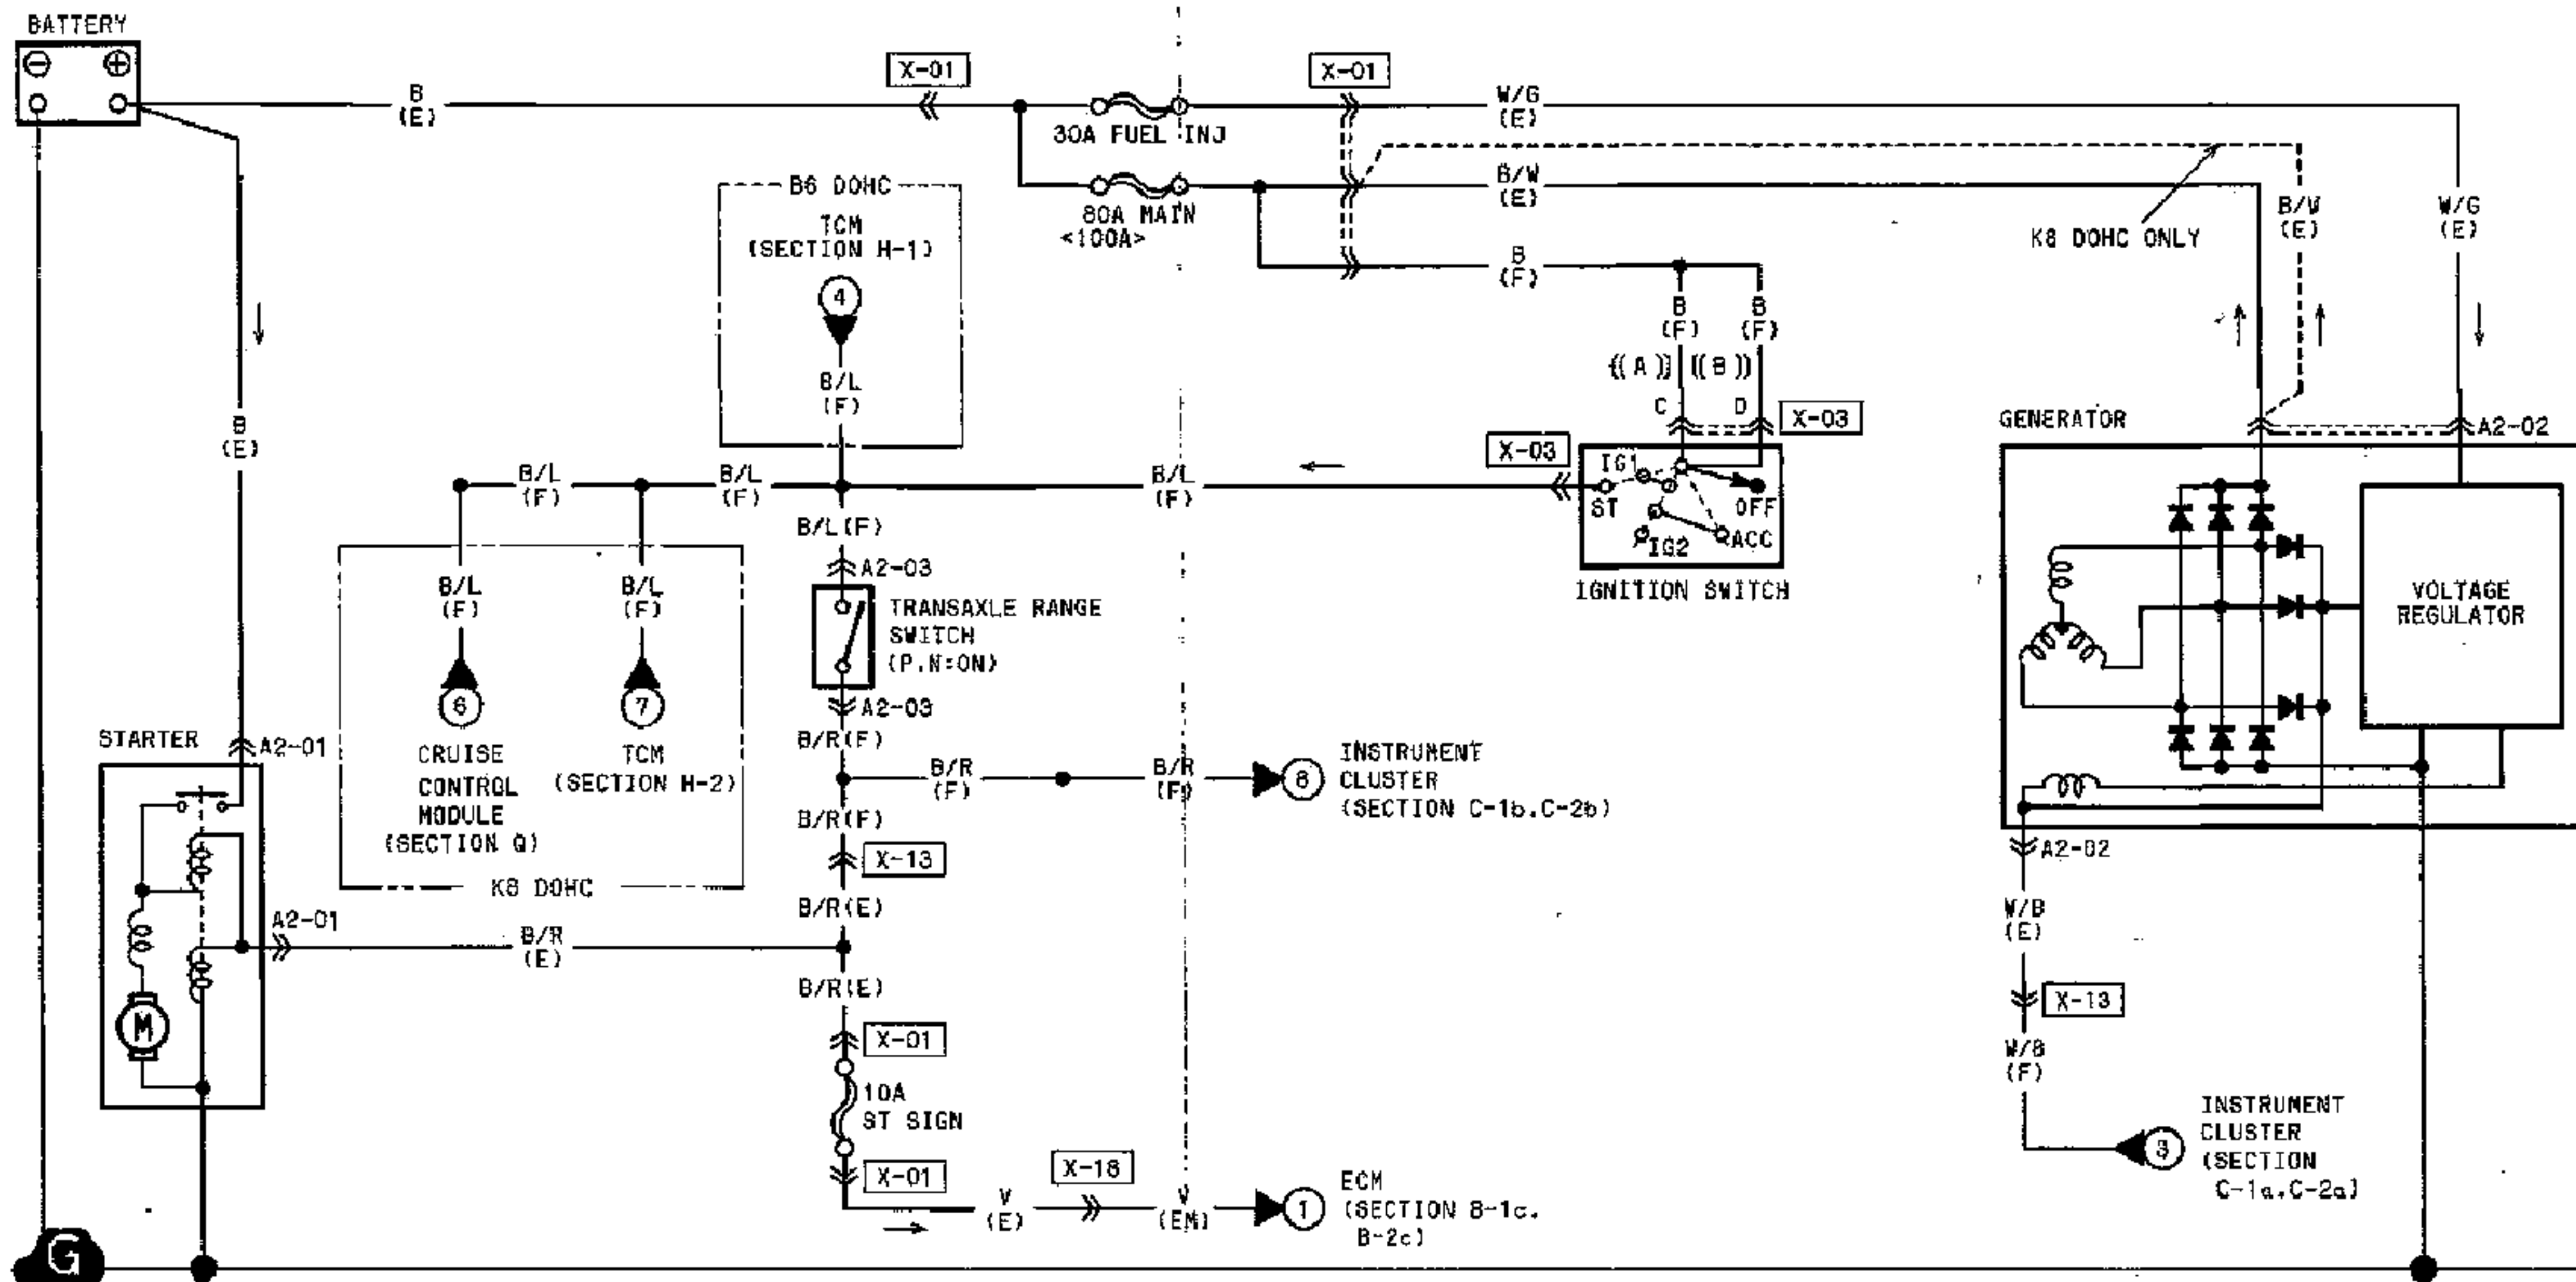 BATTERY
B
(E)
X-01
X-01
W/G
(E)
30A FUEL INJ
B6 DOHC
TCM
(SECTION H-1)
4
B/L
(F)
80A MAIN
<100A>
B/W
(E)
K8 DOHC ONLY
B/W
(E)
W/G
(E)
B
(F)
B
(F)
B
(F)
((A))
((B))
C
D
X-03
X-03
B
(E)
B/L
(F)
B/L
(F)
B/L
(F)
IG1
ST
OFF
IG2
ACC
IGNITION SWITCH
GENERATOR
A2-02
VOLTAGE
REGULATOR
B/L(F)
A2-03
TRANSAXLE RANGE
SWITCH
(P.N:ON)
A2-03
B/L
(F)
B/L
(F)
6
7
CRUISE
CONTROL
MODULE
(SECTION Q)
TCM
(SECTION H-2)
K8 DOHC
STARTER
A2-01
A2-01
M
B/R(F)
B/R
(F)
B/R
(F)
8
INSTRUMENT
CLUSTER
(SECTION C-1b.C-2b)
B/R(F)
X-13
B/R(E)
B/R
(E)
B/R(E)
X-01
10A
ST SIGN
X-01
V
(E)
X-18
V
(EM)
1
ECM
(SECTION B-1c.
B-2c)
A2-02
W/B
(E)
X-13
W/B
(F)
3
INSTRUMENT
CLUSTER
(SECTION
C-1a.C-2a)
G